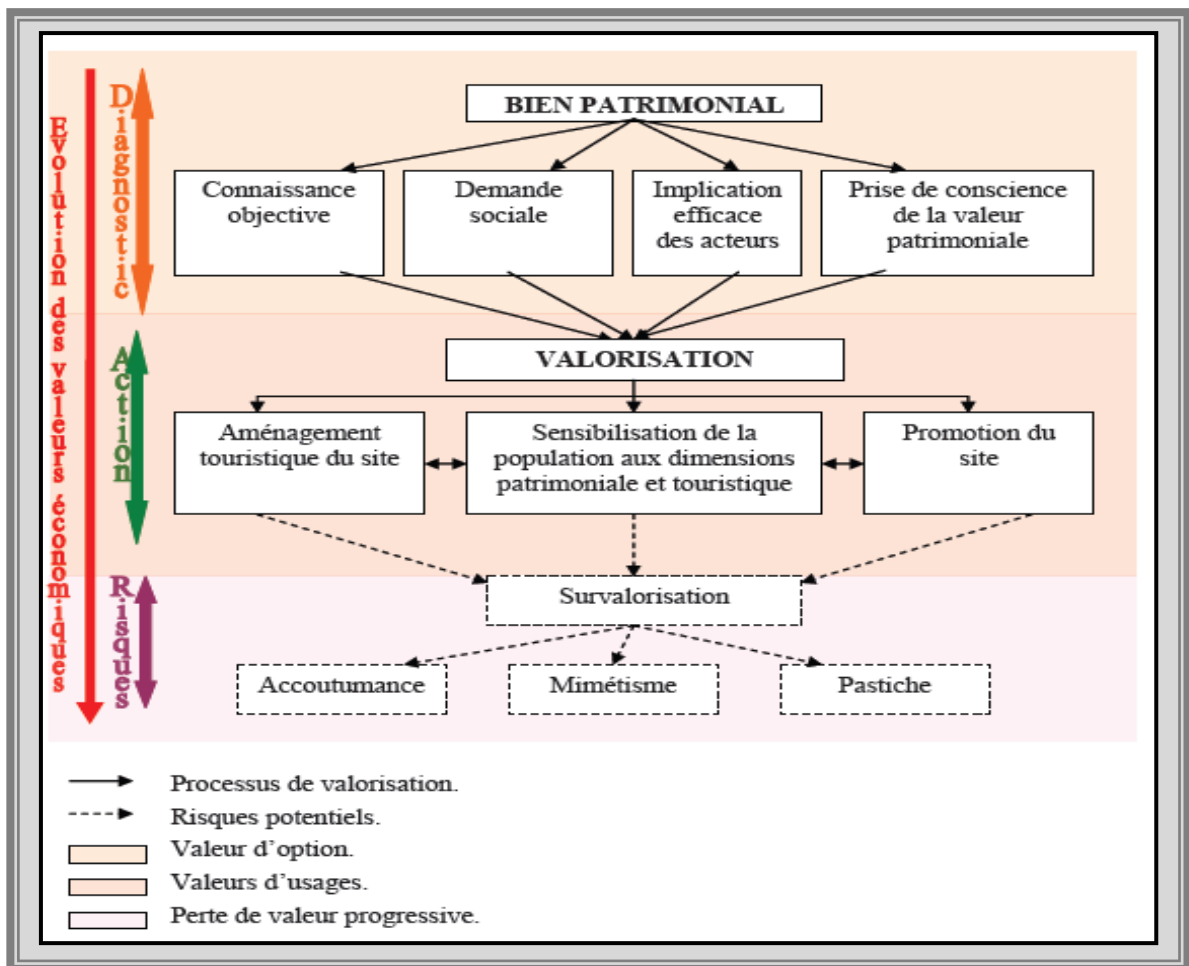 Evolution des valeurs économiques
Diagnostic
BIEN PATRIMONIAL
Connaissance
objective
Demande
sociale
Implication
efficace
des acteurs
Prise de conscience
de la valeur
patrimoniale
Action
VALORISATION
Aménagement
touristique du site
Sensibilisation de la
population aux dimensions
patrimoniale et touristique
Promotion du
site
Risques
Survalorisation
Accoutumance
Mimétisme
Pastiche
Processus de valorisation.
Risques potentiels.
Valeur d'option.
Valeurs d'usages.
Perte de valeur progressive.